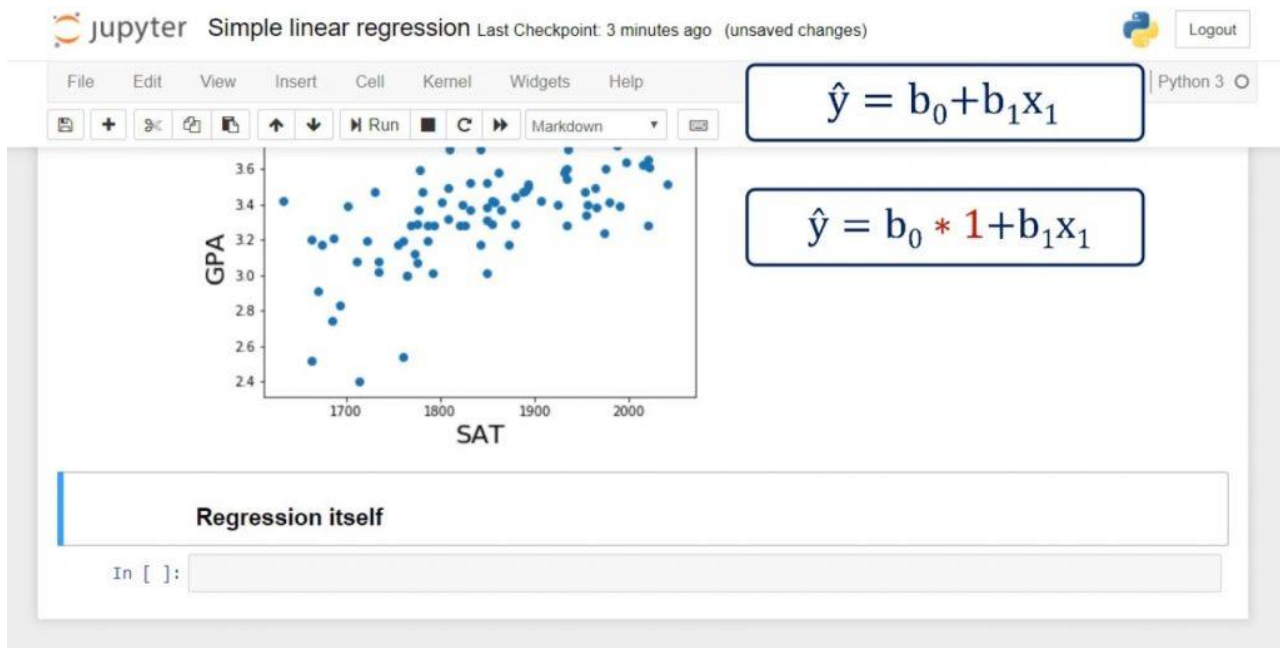 jupyter Simple linear regression Last Checkpoint: 3 minutes ago (unsaved changes) Logout
File Edit View Insert Cell Kernel Widgets Help Python 3
Run Markdown
ŷ = b₀+b₁x₁
ŷ = b₀ * 1+b₁x₁
3.6
3.4
3.2
3.0
2.8
2.6
2.4
GPA
1700 1800 1900 2000
SAT
Regression itself
In [ ]: